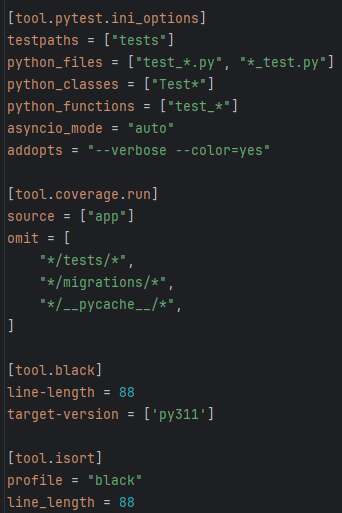 [tool.pytest.ini_options]
testpaths = ["tests"]
python_files = ["test_*.py", "*_test.py"]
python_classes = ["Test*"]
python_functions = ["test_*"]
asyncio_mode = "auto"
addopts = "--verbose --color=yes"

[tool.coverage.run]
source = ["app"]
omit = [
    "*/tests/*",
    "*/migrations/*",
    "*/__pycache__/*",
]

[tool.black]
line-length = 88
target-version = ['py311']

[tool.isort]
profile = "black"
line_length = 88